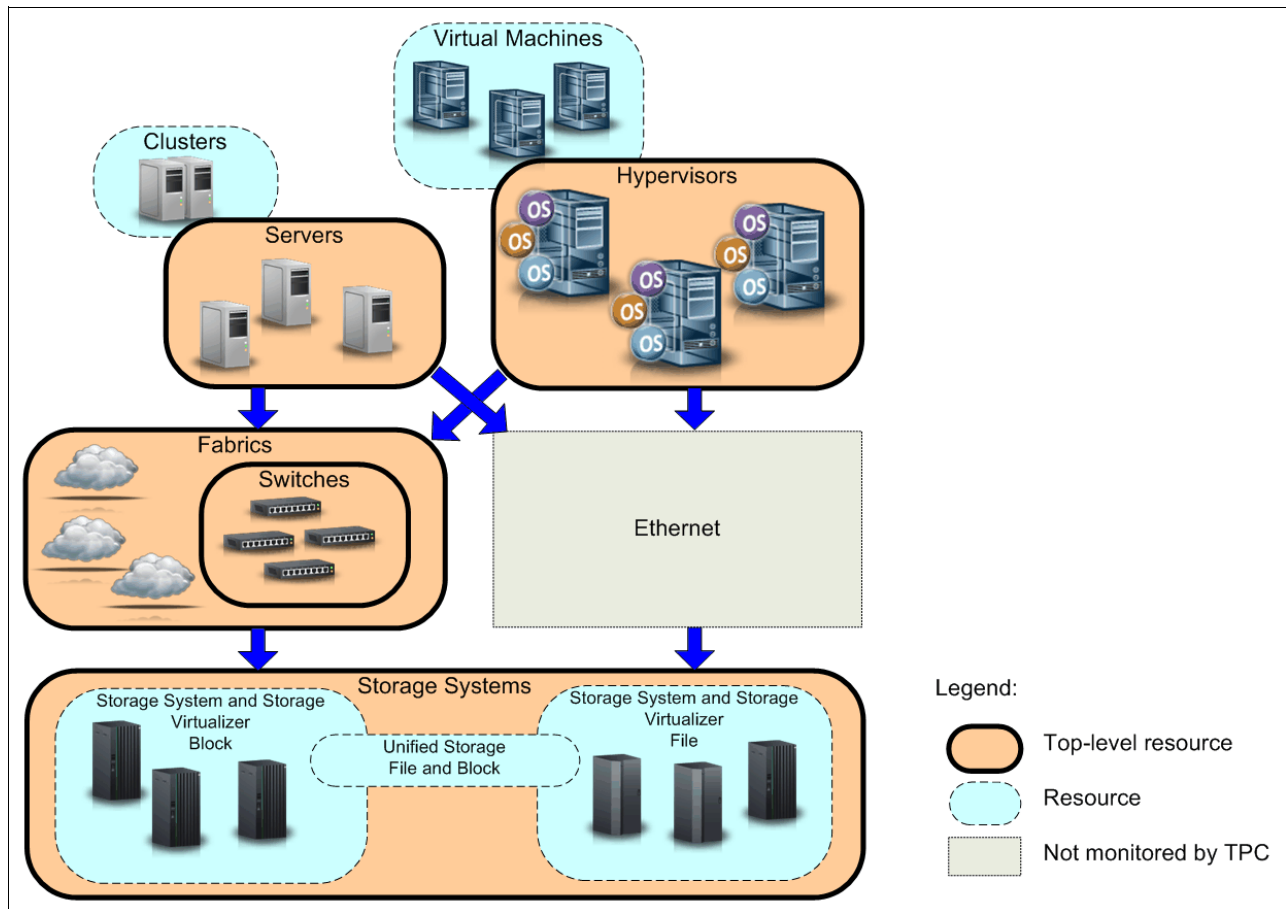 Virtual Machines
Clusters
Hypervisors
OS
OS
OS
OS
OS
OS
OS
OS
OS
Servers
Fabrics
Switches
Ethernet
Storage Systems
Storage System and Storage
Virtualizer
Block
Unified Storage
File and Block
Storage System and Storage
Virtualizer
File
Legend:
Top-level resource
Resource
Not monitored by TPC